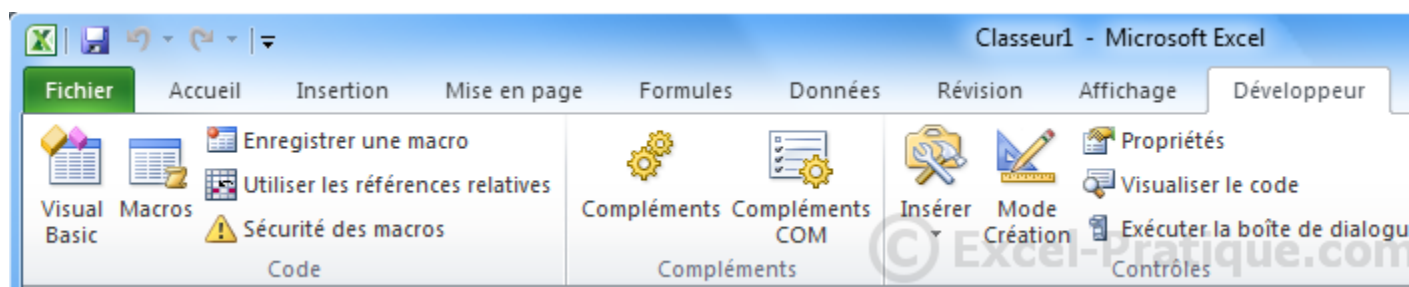 Classeur1 - Microsoft Excel
Fichier Accueil Insertion Mise en page Formules Données Révision Affichage Développeur
Visual Basic
Macros
Enregistrer une macro
Utiliser les références relatives
Sécurité des macros
Code
Compléments
Compléments COM
Compléments
Insérer
Mode Création
Propriétés
Visualiser le code
Exécuter la boîte de dialogu
Contrôles
© Excel-Pratique.com